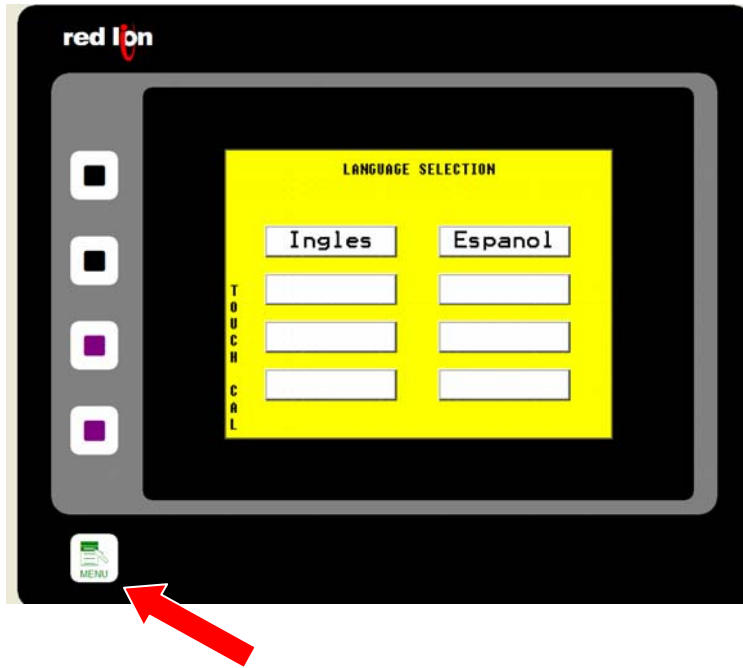 red lion
LANGUAGE SELECTION
Ingles Espanol
TOUCH CAL
MENU